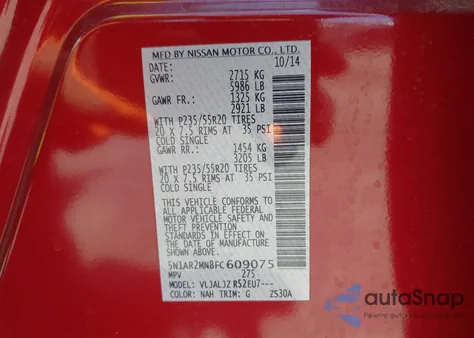 MFD BY NISSAN MOTOR CO., LTD.
DATE: 10/14
GVWR: 2715 KG
5986 LB
GAWR FR.: 1325 KG
2921 LB
WITH P235/55R20 TIRES
20 X 7.5 RIMS AT 35 PSI
COLD SINGLE
GAWR RR.: 1454 KG
3205 LB
WITH P235/55R20 TIRES
20 X 7.5 RIMS AT 35 PSI
COLD SINGLE
THIS VEHICLE CONFORMS TO
ALL APPLICABLE FEDERAL
MOTOR VEHICLE SAFETY AND
THEFT PREVENTION
STANDARDS IN EFFECT ON
THE DATE OF MANUFACTURE
SHOWN ABOVE.
5N1AR2MN8FC609075
MPV 275
MODEL: VLJALJZ RS2EU7---
COLOR: NAH TRIM: G ZS30A
autoSnap